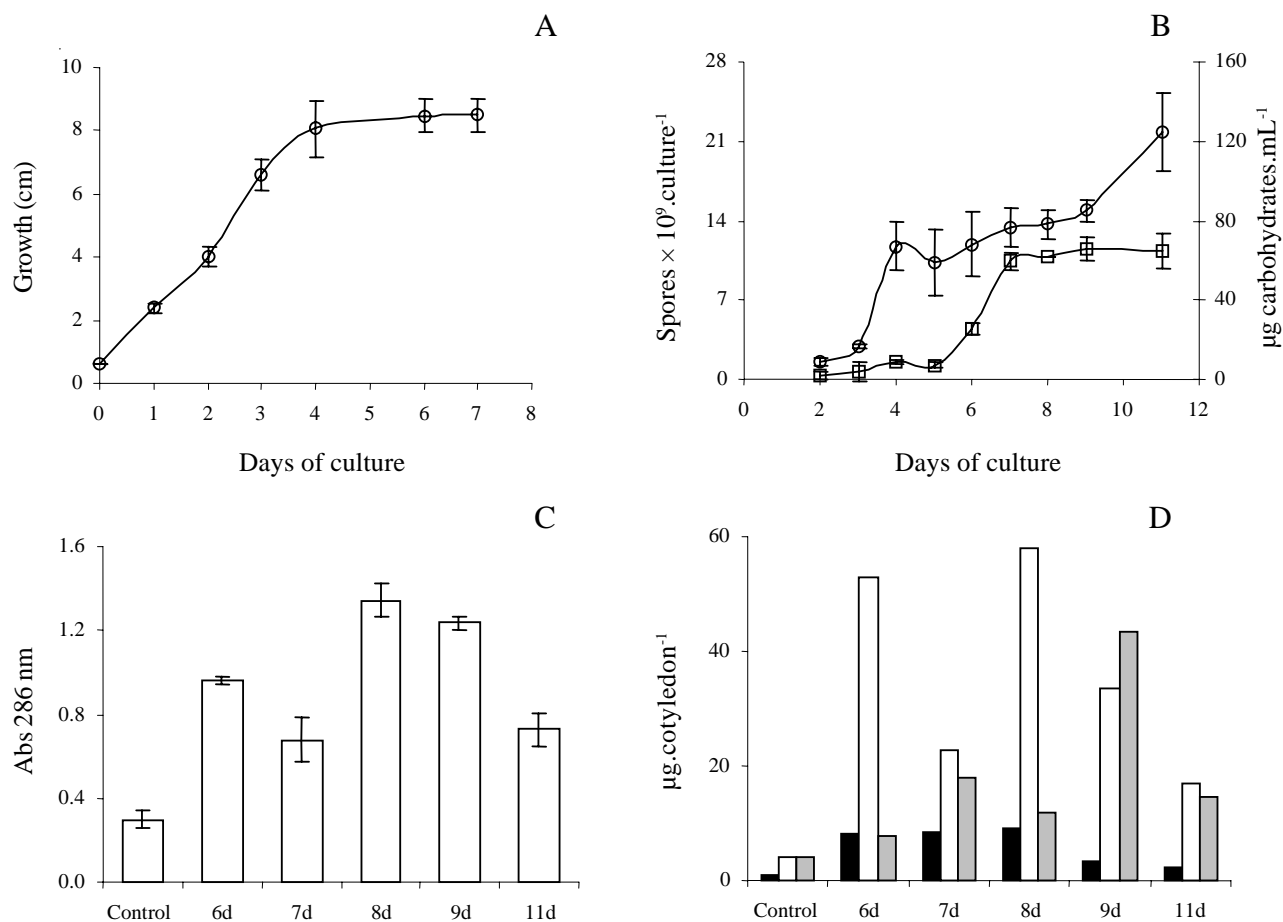 A
10
8
6
4
2
0
Growth (cm)
0 1 2 3 4 6 7 8
Days of culture
B
28
21
14
7
0
Spores × 10⁹.culture⁻¹
160
120
80
40
0
µg carbohydrates.mL⁻¹
0 2 4 6 8 10 12
Days of culture
C
1.6
1.2
0.8
0.4
0.0
Abs 286 nm
Control 6d 7d 8d 9d 11d
D
60
40
20
0
µg.cotyledon⁻¹
Control 6d 7d 8d 9d 11d